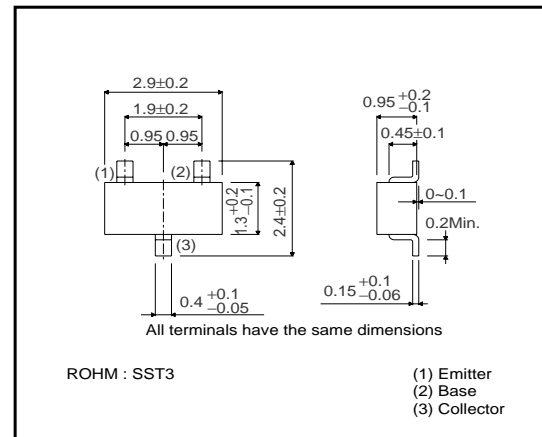 2.9±0.2
1.9±0.2
0.95 0.95
(1)
(2)
(3)
1.3 +0.2 −0.1
2.4±0.2
0.4 +0.1 −0.05
0.95 +0.2 −0.1
0.45±0.1
0~0.1
0.2Min.
0.15 +0.1 −0.06
All terminals have the same dimensions
ROHM : SST3
(1) Emitter
(2) Base
(3) Collector